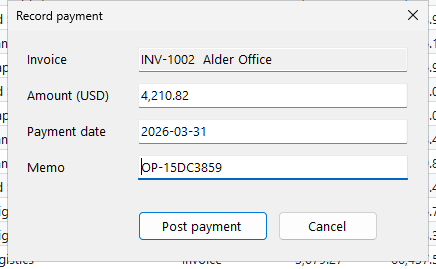 Record payment
Invoice INV-1002 Alder Office
Amount (USD) 4,210.82
Payment date 2026-03-31
Memo OP-15DC3859
Post payment Cancel